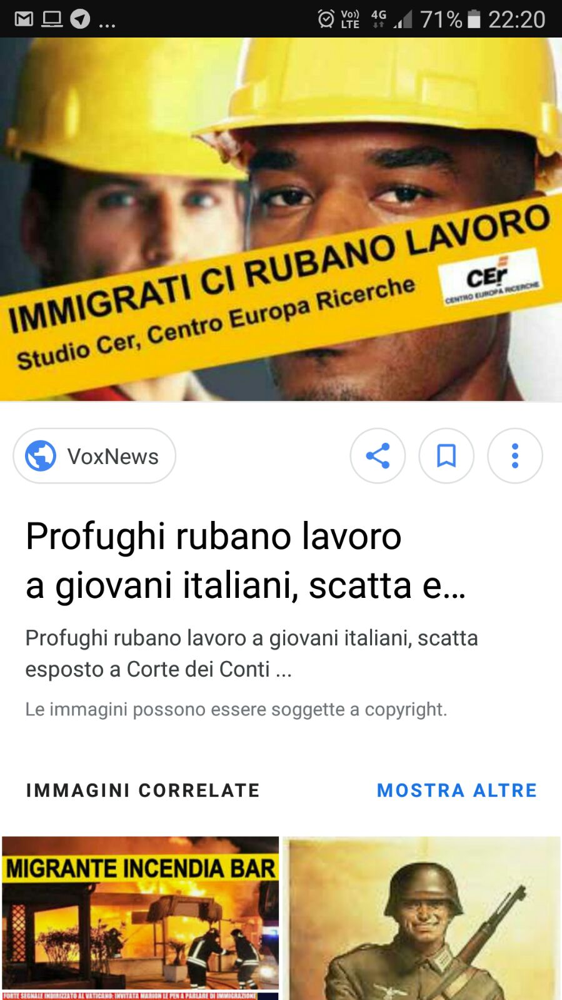 ...
Vo))
LTE
4G
71%
22:20
IMMIGRATI CI RUBANO LAVORO
Studio Cer, Centro Europa Ricerche
CEr
CENTRO EUROPA RICERCHE
VoxNews
Profughi rubano lavoro
a giovani italiani, scatta e...
Profughi rubano lavoro a giovani italiani, scatta
esposto a Corte dei Conti ...
Le immagini possono essere soggette a copyright.
IMMAGINI CORRELATE
MOSTRA ALTRE
MIGRANTE INCENDIA BAR
FORTE SEGNALE INDIRIZZATO AL VATICANO: INVITATA MARION LE PEN A PARLARE DI IMMIGRAZIONE